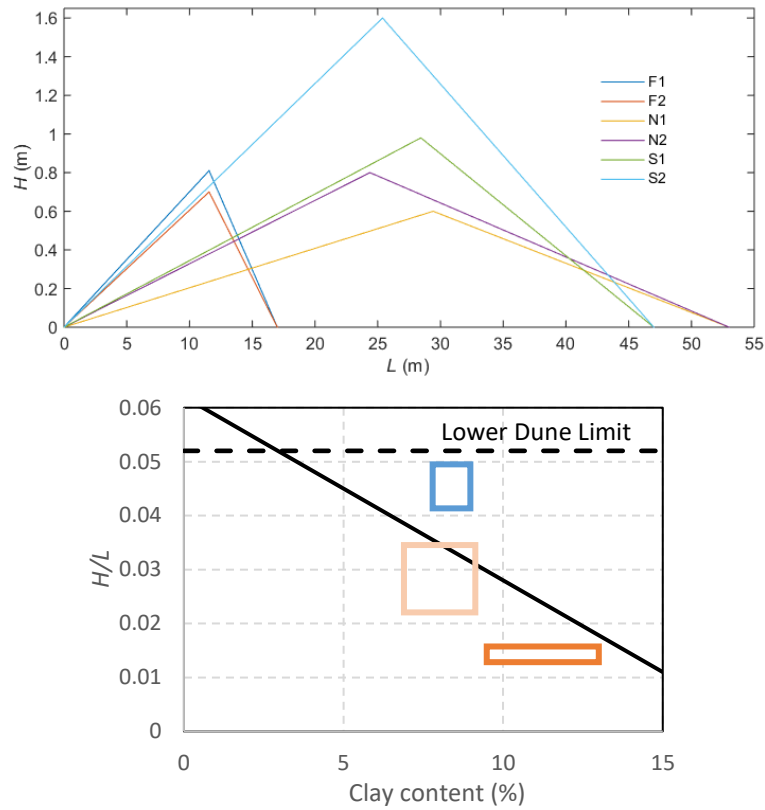 1.6
1.4
1.2
1
0.8
0.6
0.4
0.2
0
H (m)
F1
F2
N1
N2
S1
S2
0 5 10 15 20 25 30 35 40 45 50 55
L (m)
0.06
0.05
0.04
0.03
0.02
0.01
0
H/L
Lower Dune Limit
0 5 10 15
Clay content (%)